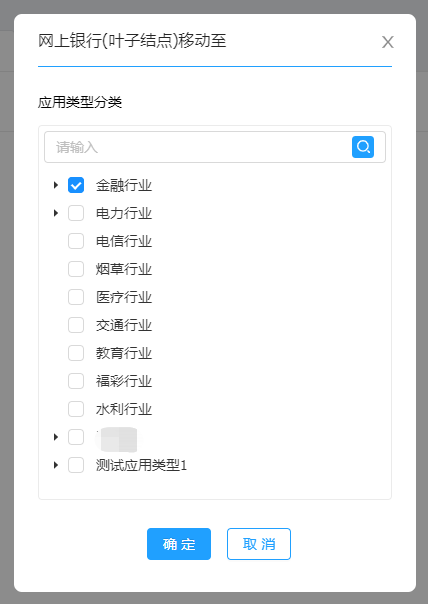 网上银行(叶子结点)移动至
应用类型分类
请输入
金融行业
电力行业
电信行业
烟草行业
医疗行业
交通行业
教育行业
福彩行业
水利行业
测试应用类型1
确定
取消